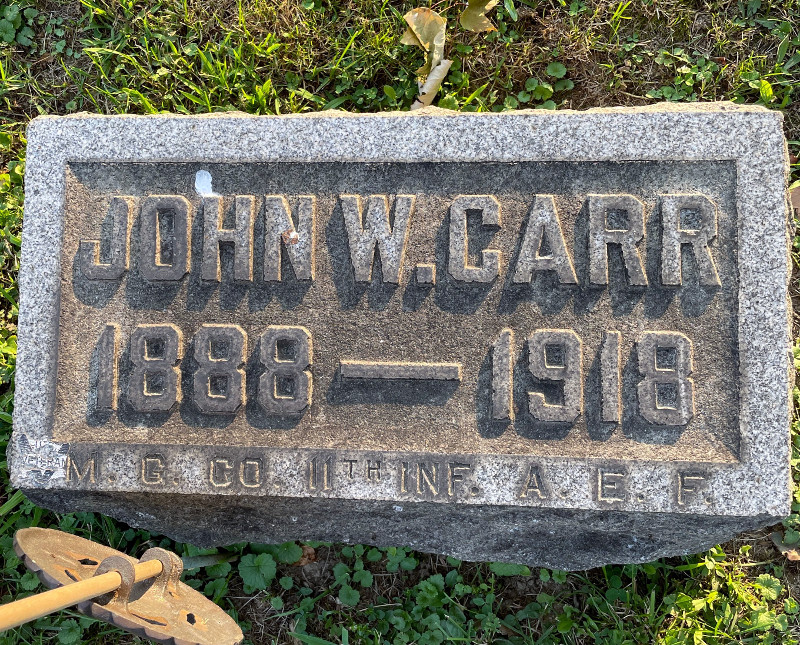 JOHN W. CARR
1888 — 1918
M. G. CO. 11TH INF. A. E. F.